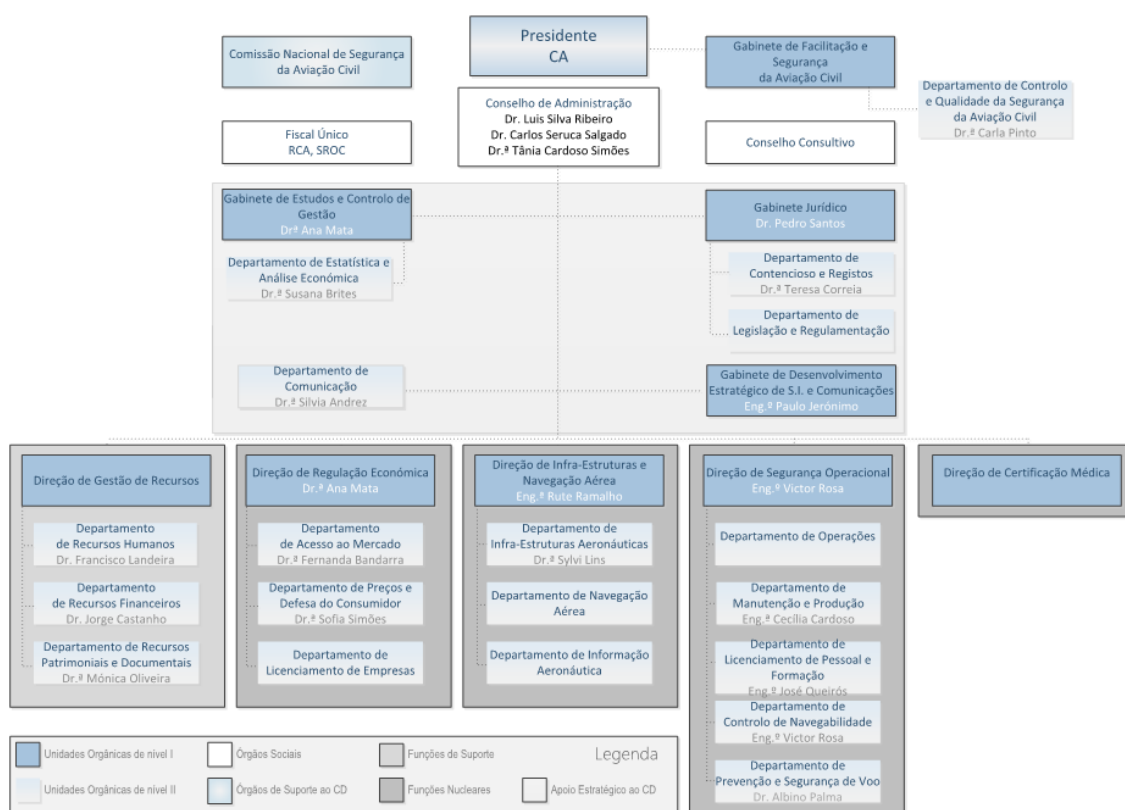 Presidente
CA
Comissão Nacional de Segurança
da Aviação Civil
Gabinete de Facilitação e
Segurança
da Aviação Civil
Departamento de Controlo
e Qualidade da Segurança
da Aviação Civil
Dr.ª Carla Pinto
Conselho de Administração
Dr. Luis Silva Ribeiro
Dr. Carlos Seruca Salgado
Dr.ª Tânia Cardoso Simões
Fiscal Único
RCA, SROC
Conselho Consultivo
Gabinete de Estudos e Controlo de
Gestão
Drª Ana Mata
Gabinete Jurídico
Dr. Pedro Santos
Departamento de Estatística e
Análise Económica
Dr.ª Susana Brites
Departamento de
Contencioso e Registos
Dr.ª Teresa Correia
Departamento de
Legislação e Regulamentação
Departamento de
Comunicação
Dr.ª Silvia Andrez
Gabinete de Desenvolvimento
Estratégico de S.I. e Comunicações
Eng.º Paulo Jerónimo
Direção de Gestão de Recursos
Departamento
de Recursos Humanos
Dr. Francisco Landeira
Departamento
de Recursos Financeiros
Dr. Jorge Castanho
Departamento de Recursos
Patrimoniais e Documentais
Dr.ª Mónica Oliveira
Direção de Regulação Económica
Dr.ª Ana Mata
Departamento
de Acesso ao Mercado
Dr.ª Fernanda Bandarra
Departamento de Preços e
Defesa do Consumidor
Dr.ª Sofia Simões
Departamento de
Licenciamento de Empresas
Direção de Infra-Estruturas e
Navegação Aérea
Eng.ª Rute Ramalho
Departamento de
Infra-Estruturas Aeronáuticas
Dr.ª Sylvi Lins
Departamento de Navegação
Aérea
Departamento de Informação
Aeronáutica
Direção de Segurança Operacional
Eng.º Victor Rosa
Departamento de Operações
Departamento de
Manutenção e Produção
Eng.ª Cecília Cardoso
Departamento de
Licenciamento de Pessoal e
Formação
Eng.º José Queirós
Departamento de
Controlo de Navegabilidade
Eng.º Victor Rosa
Departamento de
Prevenção e Segurança de Voo
Dr. Albino Palma
Direção de Certificação Médica
Legenda
Unidades Orgânicas de nível I
Órgãos Sociais
Funções de Suporte
Unidades Orgânicas de nível II
Órgãos de Suporte ao CD
Funções Nucleares
Apoio Estratégico ao CD